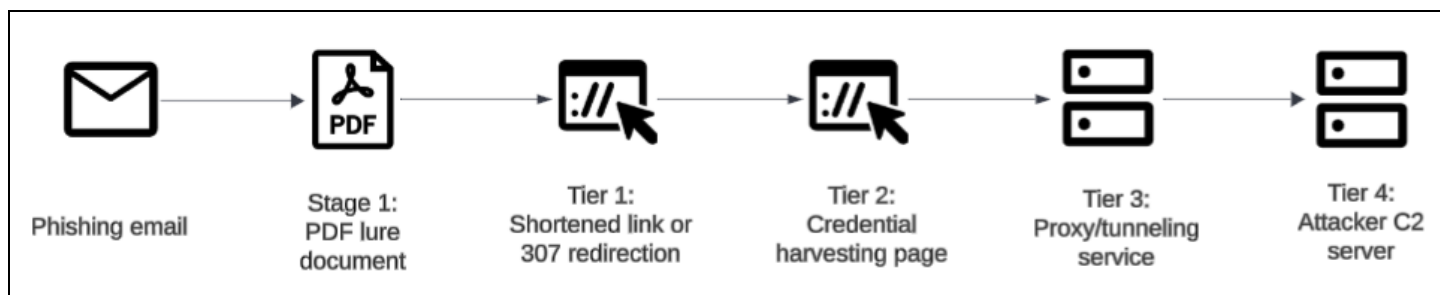 PDF
:// 
://
Phishing email
Stage 1:
PDF lure
document
Tier 1:
Shortened link or
307 redirection
Tier 2:
Credential
harvesting page
Tier 3:
Proxy/tunneling
service
Tier 4:
Attacker C2
server